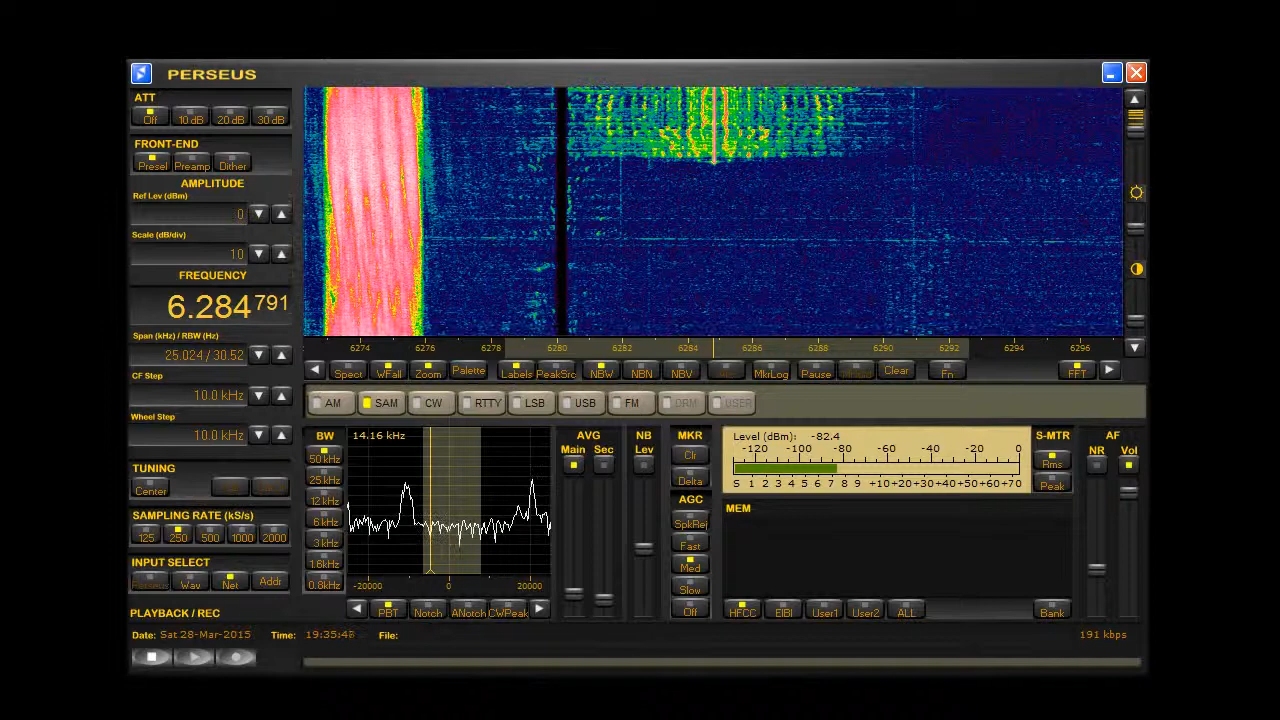 PERSEUS
ATT
Off 10 dB 20 dB 30 dB
FRONT-END
Presel Preamp Dither
AMPLITUDE
Ref Lev (dBm)
0
Scale (dB/div)
10
FREQUENCY
6.284791
Span (kHz) / RBW (Hz)
25.024 / 30.52
CF Step
10.0 kHz
Wheel Step
10.0 kHz
TUNING
Center
SAMPLING RATE (kS/s)
125 250 500 1000 2000
INPUT SELECT
Perseus Wav Net Addr
PLAYBACK / REC
Date: Sat 28-Mar-2015 Time: File:
191 kbps
6274 6276 6278 6280 6282 6284 6286 6288 6290 6292 6294 6296
Spect WFall Zoom Palette Labels PeakSrc NBW NBN NBV MkrLog Pause Clear Fn FFT
AM SAM CW RTTY LSB USB FM DRM USER
BW
50 kHz
25 kHz
12 kHz
6 kHz
3 kHz
1.6kHz
0.8kHz
14.16 kHz
-20000 0 20000
PBT Notch ANotch CWPeak
AVG
Main Sec
NB
Lev
MKR
Clr
Delta
AGC
SpkRej
Fast
Med
Slow
Off
Level (dBm): -82.4
-120 -100 -80 -60 -40 -20 0
S 1 2 3 4 5 6 7 8 9 +10+20+30+40+50+60+70
S-MTR
Rms
Peak
AF
NR Vol
MEM
HFCC EIBI User1 User2 ALL Bank